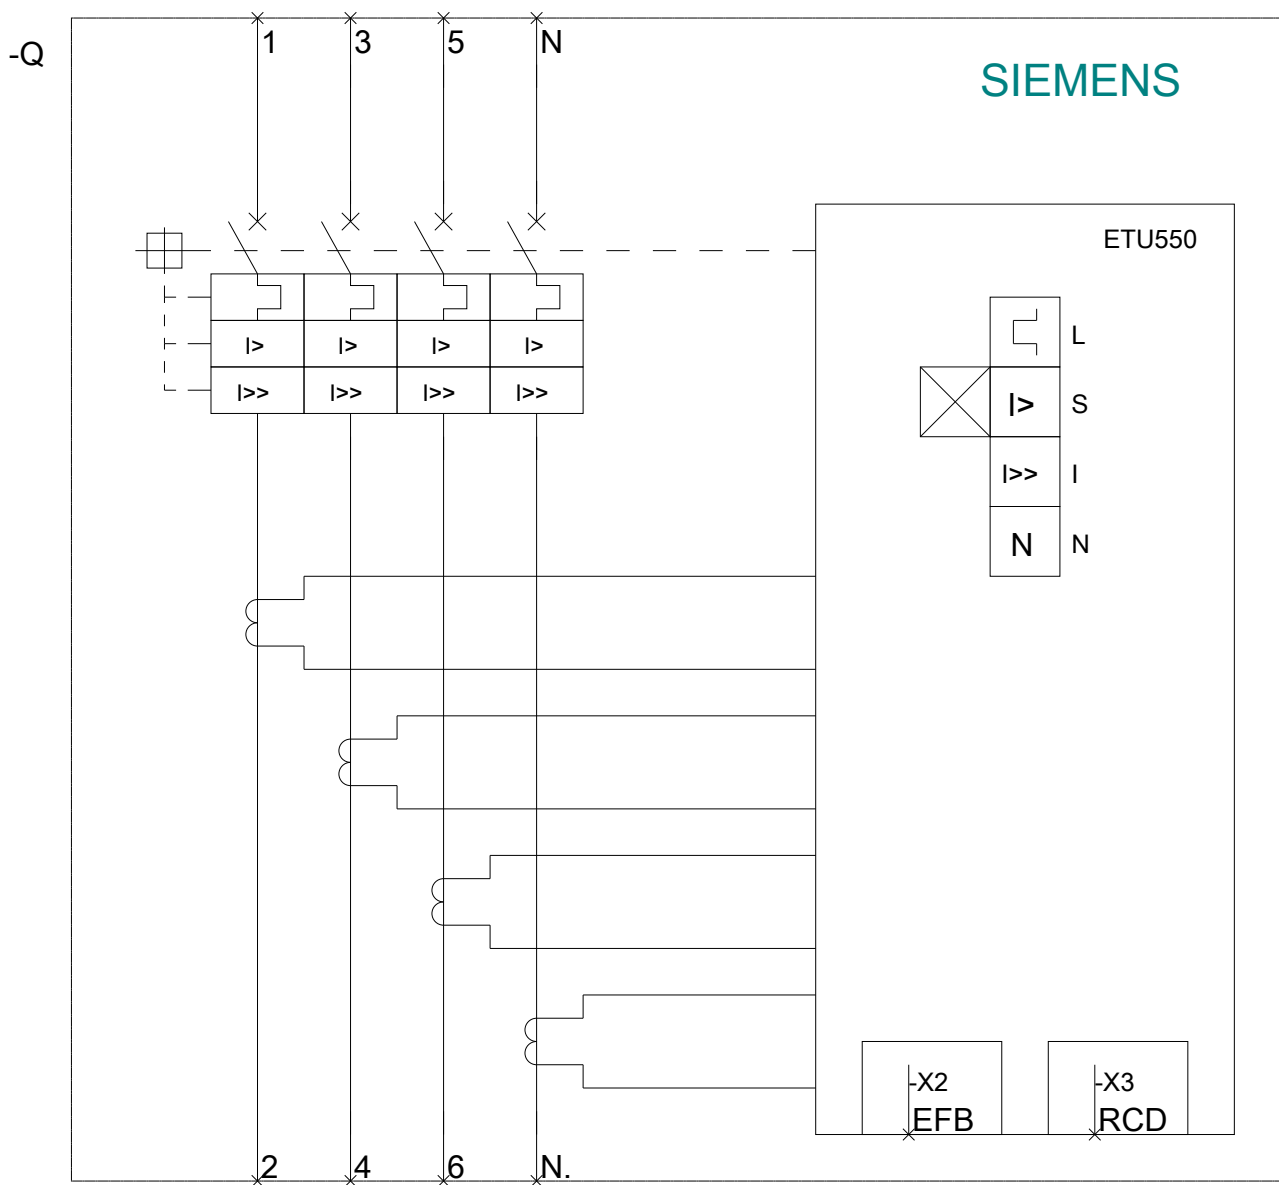 1 3 5 N
-Q
SIEMENS
ETU550
L
I> I> I> I>
I>> I>> I>> I>>
I> S
I>> I
N N
-X2 -X3
EFB RCD
2 4 6 N.